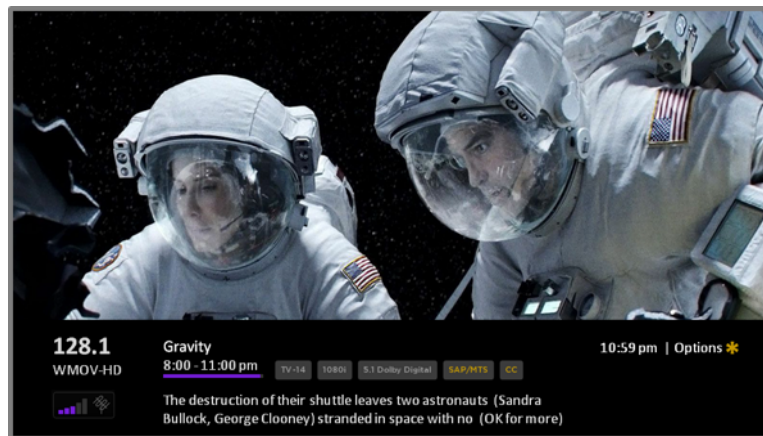 128.1
WMOV-HD
Gravity
8:00 - 11:00 pm
TV-14
1080i
5.1 Dolby Digital
SAP/MTS
CC
10:59 pm | Options ✱
The destruction of their shuttle leaves two astronauts (Sandra
Bullock, George Clooney) stranded in space with no (OK for more)